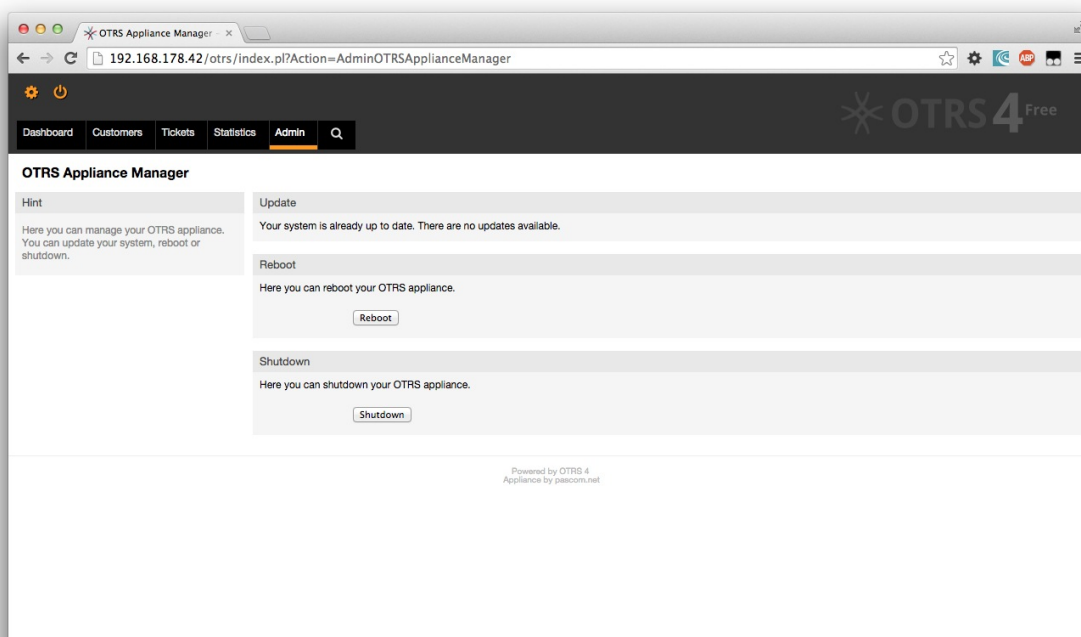 OTRS Appliance Manager -
192.168.178.42/otrs/index.pl?Action=AdminOTRSApplianceManager
ABP
OTRS 4 Free
Dashboard Customers Tickets Statistics Admin
OTRS Appliance Manager
Hint
Here you can manage your OTRS appliance.
You can update your system, reboot or
shutdown.
Update
Your system is already up to date. There are no updates available.
Reboot
Here you can reboot your OTRS appliance.
Reboot
Shutdown
Here you can shutdown your OTRS appliance.
Shutdown
Powered by OTRS 4
Appliance by pascom.net